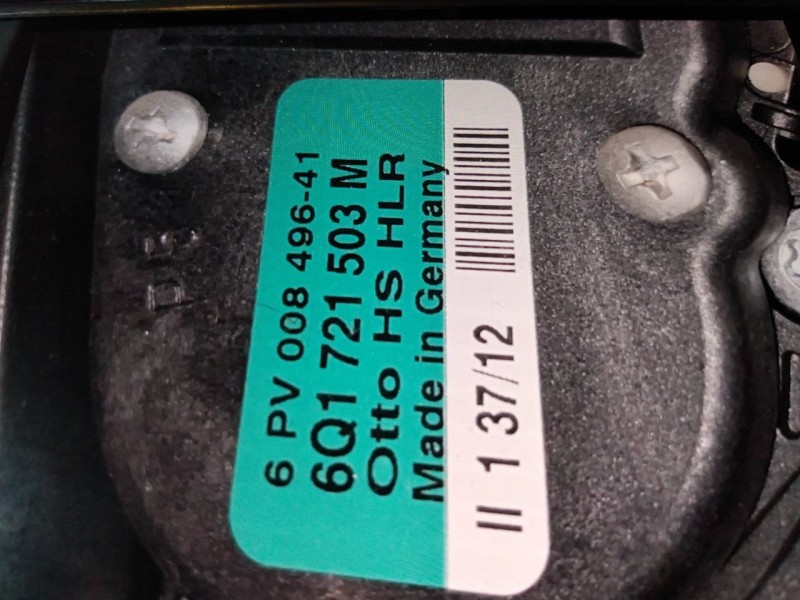 6 PV 008 496-41
6Q1 721 503 M
Otto HS HLR
Made in Germany
II 1 37/12